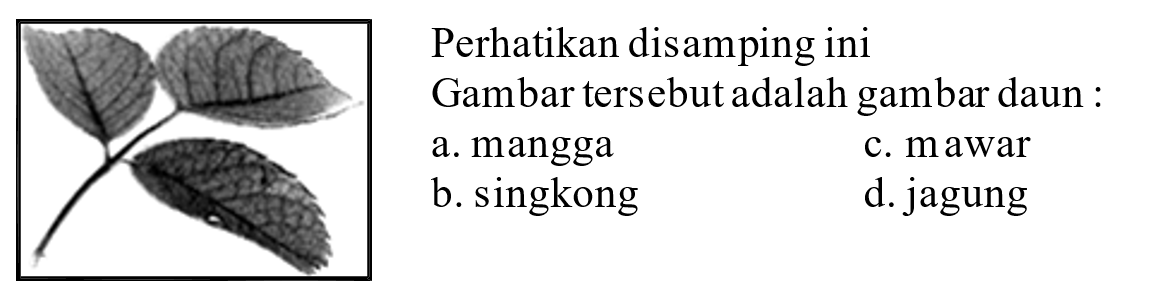 Perhatikan disamping ini
Gambar tersebut adalah gambar daun :
a. mangga c. mawar
b. singkong d. jagung